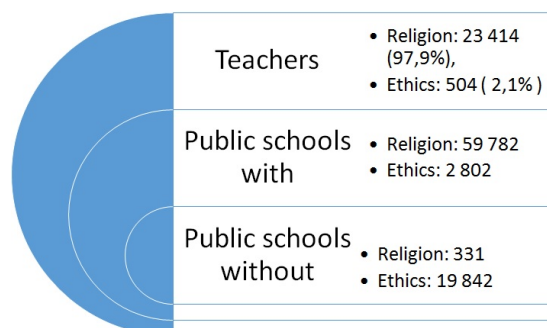 Teachers
• Religion: 23 414
(97,9%),
• Ethics: 504 ( 2,1% )
Public schools
with
• Religion: 59 782
• Ethics: 2 802
Public schools
without
• Religion: 331
• Ethics: 19 842